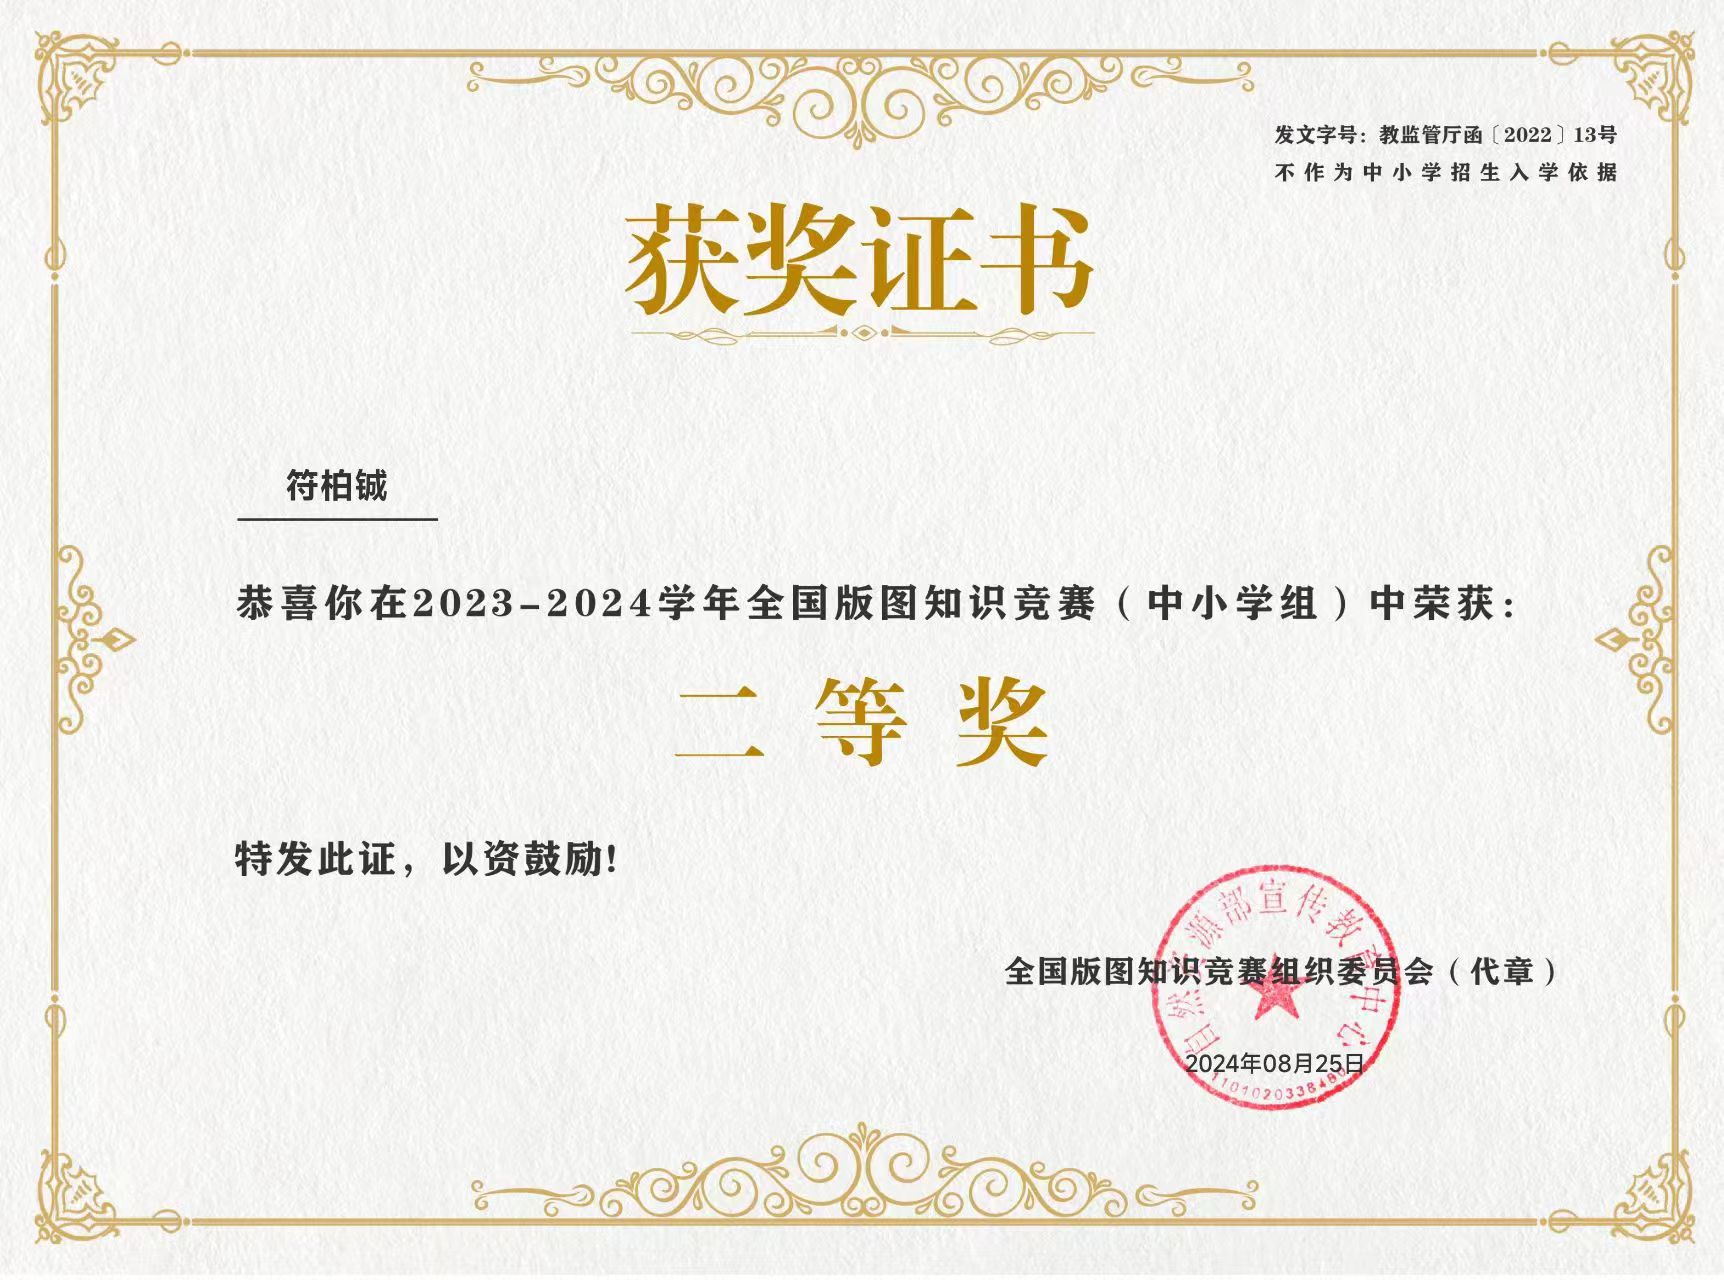 发文字号：教监管厅函〔2022〕13号
不作为中小学招生入学依据
获奖证书
符柏铖
恭喜你在2023-2024学年全国版图知识竞赛（中小学组）中荣获：
二等奖
特发此证，以资鼓励!
自然资源部宣传教育中心
全国版图知识竞赛组织委员会（代章）
2024年08月25日
1101020338480